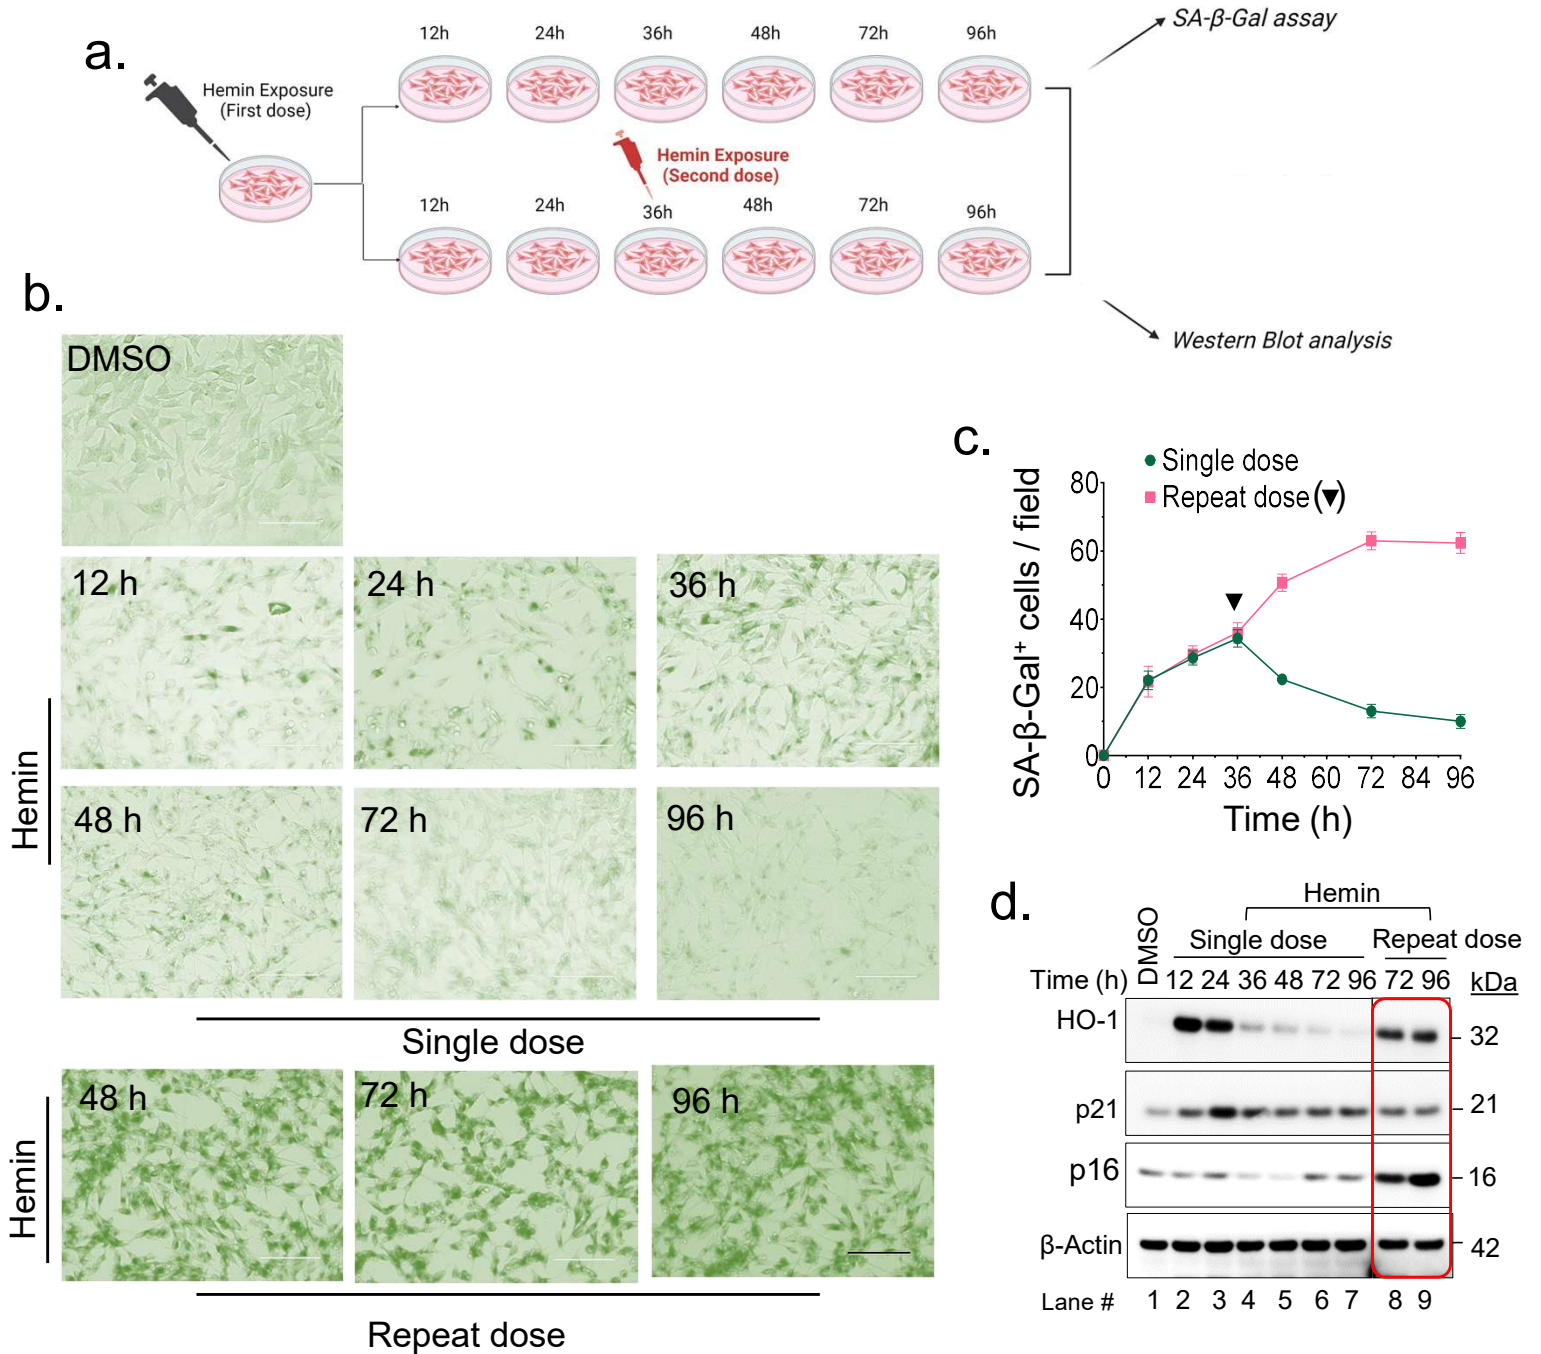 a.
Hemin Exposure
(First dose)
12h 24h 36h 48h 72h 96h
Hemin Exposure
(Second dose)
12h 24h 36h 48h 72h 96h
SA-β-Gal assay
Western Blot analysis
b.
DMSO
Hemin
12 h 24 h 36 h
48 h 72 h 96 h
Single dose
Hemin
48 h 72 h 96 h
Repeat dose
c.
Single dose
Repeat dose (▼)
SA-β-Gal⁺ cells / field
80
60
40
20
0
0 12 24 36 48 60 72 84 96
Time (h)
d.
Hemin
DMSO
Single dose Repeat dose
Time (h) 12 24 36 48 72 96 72 96 kDa
HO-1 32
p21 21
p16 16
β-Actin 42
Lane # 1 2 3 4 5 6 7 8 9